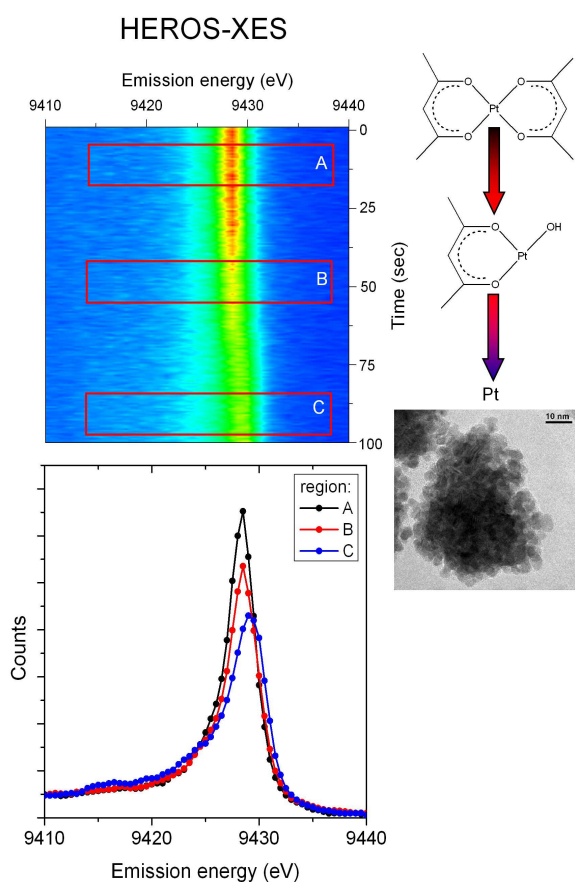 HEROS-XES
Emission energy (eV)
9410
9420
9430
9440
0
25
50
75
100
Time (sec)
A
B
C
O
O
Pt
O
O
O
OH
Pt
O
Pt
10 nm
region:
A
B
C
Counts
9410
9420
9430
9440
Emission energy (eV)